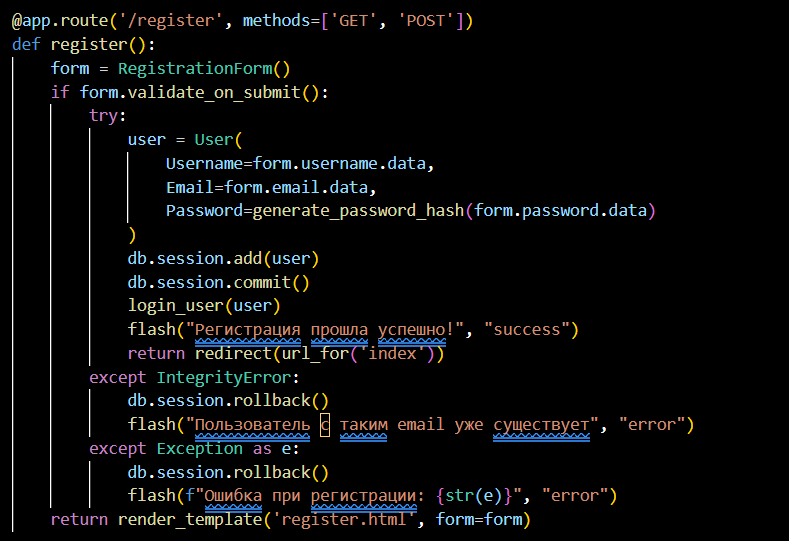 @app.route('/register', methods=['GET', 'POST'])
def register():
    form = RegistrationForm()
    if form.validate_on_submit():
        try:
            user = User(
                Username=form.username.data,
                Email=form.email.data,
                Password=generate_password_hash(form.password.data)
            )
            db.session.add(user)
            db.session.commit()
            login_user(user)
            flash("Регистрация прошла успешно!", "success")
            return redirect(url_for('index'))
        except IntegrityError:
            db.session.rollback()
            flash("Пользователь с таким email уже существует", "error")
        except Exception as e:
            db.session.rollback()
            flash(f"Ошибка при регистрации: {str(e)}", "error")
    return render_template('register.html', form=form)